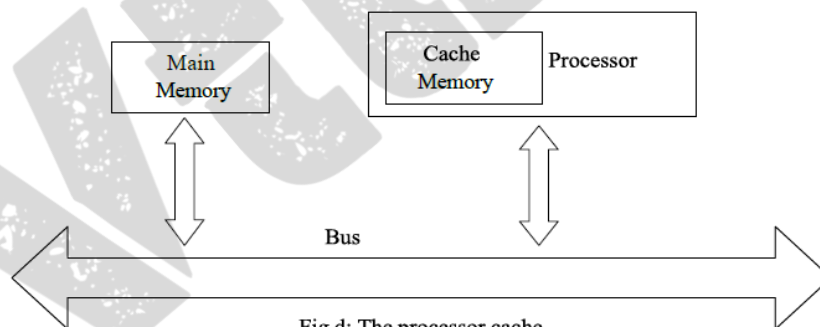 Main
Memory
Cache
Memory
Processor
Bus
Fig d: The processor cache